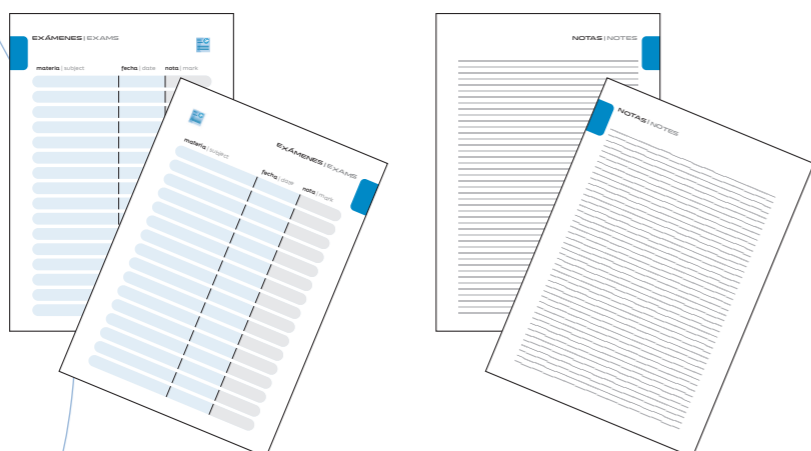 EXÁMENES | EXAMS
materia | subject fecha | date nota | mark
EXÁMENES | EXAMS
materia | subject fecha | date nota | mark
NOTAS | NOTES
NOTAS | NOTES